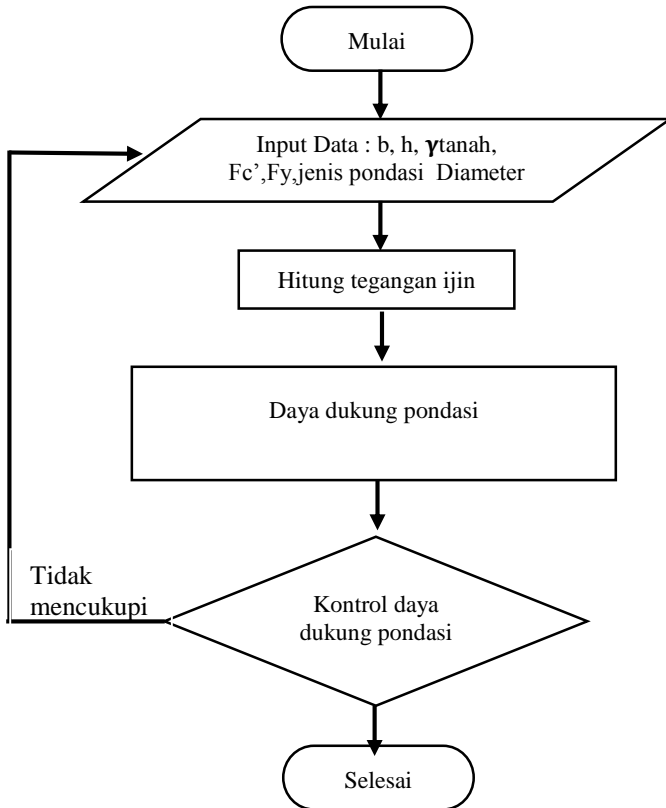 Mulai
Input Data : b, h, γtanah,
Fc’,Fy,jenis pondasi Diameter
Hitung tegangan ijin
Daya dukung pondasi
Tidak
mencukupi
Kontrol daya
dukung pondasi
Selesai